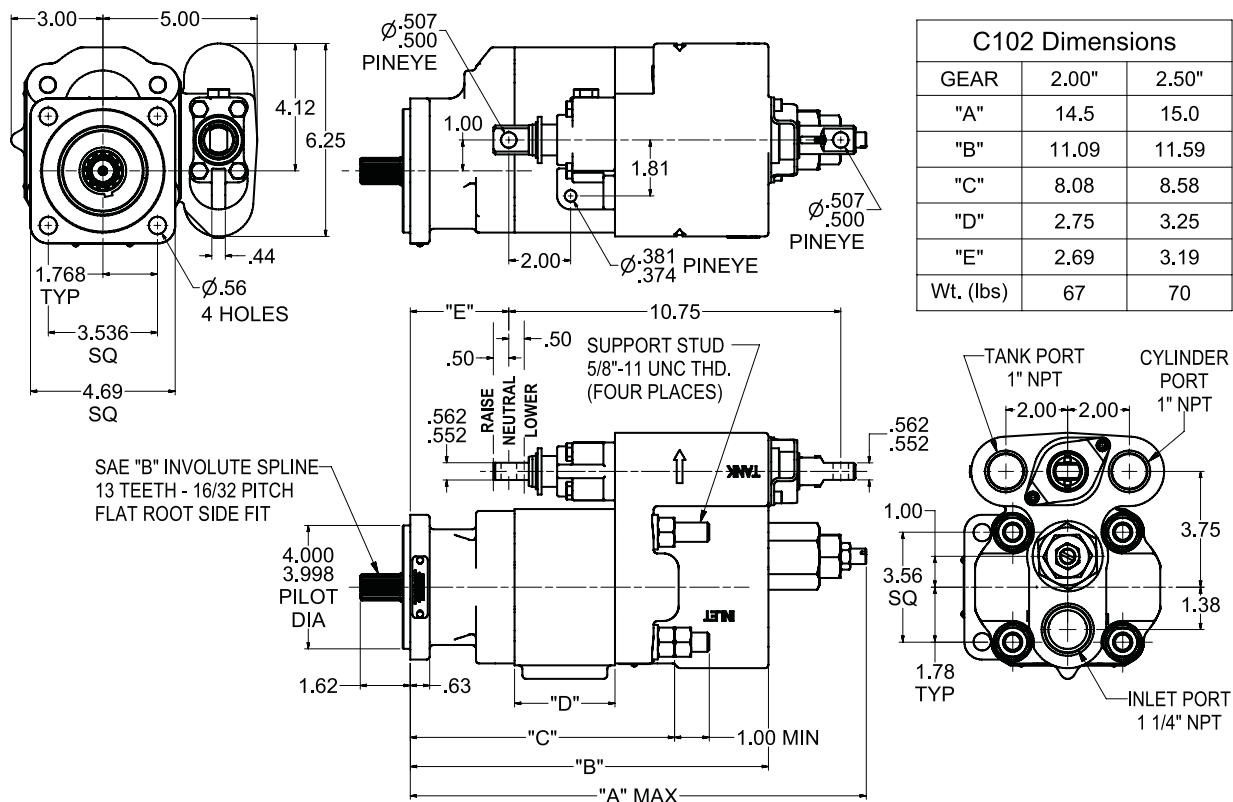 3.00
5.00
4.12
6.25
.44
1.768
TYP
Ø.56
4 HOLES
3.536
SQ
4.69
SQ
Ø.507
.500
PINEYE
1.00
1.81
2.00
Ø.381
.374 PINEYE
Ø.507
.500
PINEYE
C102 Dimensions
GEAR 2.00" 2.50"
"A" 14.5 15.0
"B" 11.09 11.59
"C" 8.08 8.58
"D" 2.75 3.25
"E" 2.69 3.19
Wt. (lbs) 67 70
"E"
10.75
.50
.50
RAISE
NEUTRAL
LOWER
SUPPORT STUD
5/8"-11 UNC THD.
(FOUR PLACES)
.562
.552
.562
.552
TANK
INLET
SAE "B" INVOLUTE SPLINE
13 TEETH - 16/32 PITCH
FLAT ROOT SIDE FIT
4.000
3.998
PILOT
DIA
1.62
.63
"D"
"C"
1.00 MIN
"B"
"A" MAX
TANK PORT
1" NPT
CYLINDER
PORT
1" NPT
2.00
2.00
1.00
3.56
SQ
3.75
1.38
1.78
TYP
INLET PORT
1 1/4" NPT